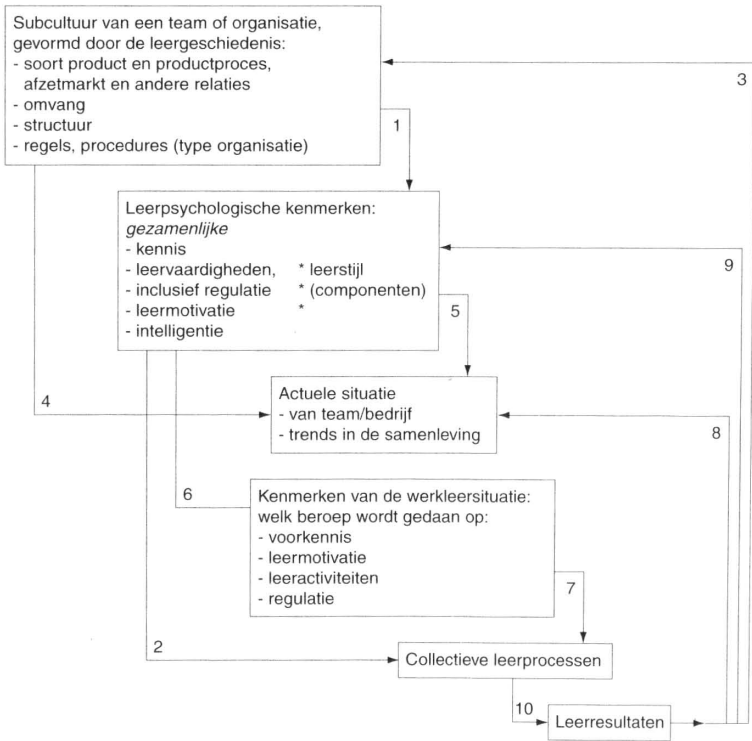 Subcultuur van een team of organisatie,
gevormd door de leergeschiedenis:
- soort product en productproces,
afzetmarkt en andere relaties
- omvang
- structuur
- regels, procedures (type organisatie)
3
1
Leerpsychologische kenmerken:
gezamenlijke
- kennis
- leervaardigheden, * leerstijl
- inclusief regulatie * (componenten)
- leermotivatie *
- intelligentie
9
5
Actuele situatie
- van team/bedrijf
- trends in de samenleving
4
8
6
Kenmerken van de werkleersituatie:
welk beroep wordt gedaan op:
- voorkennis
- leermotivatie
- leeractiviteiten
- regulatie
7
2
Collectieve leerprocessen
10
Leerresultaten